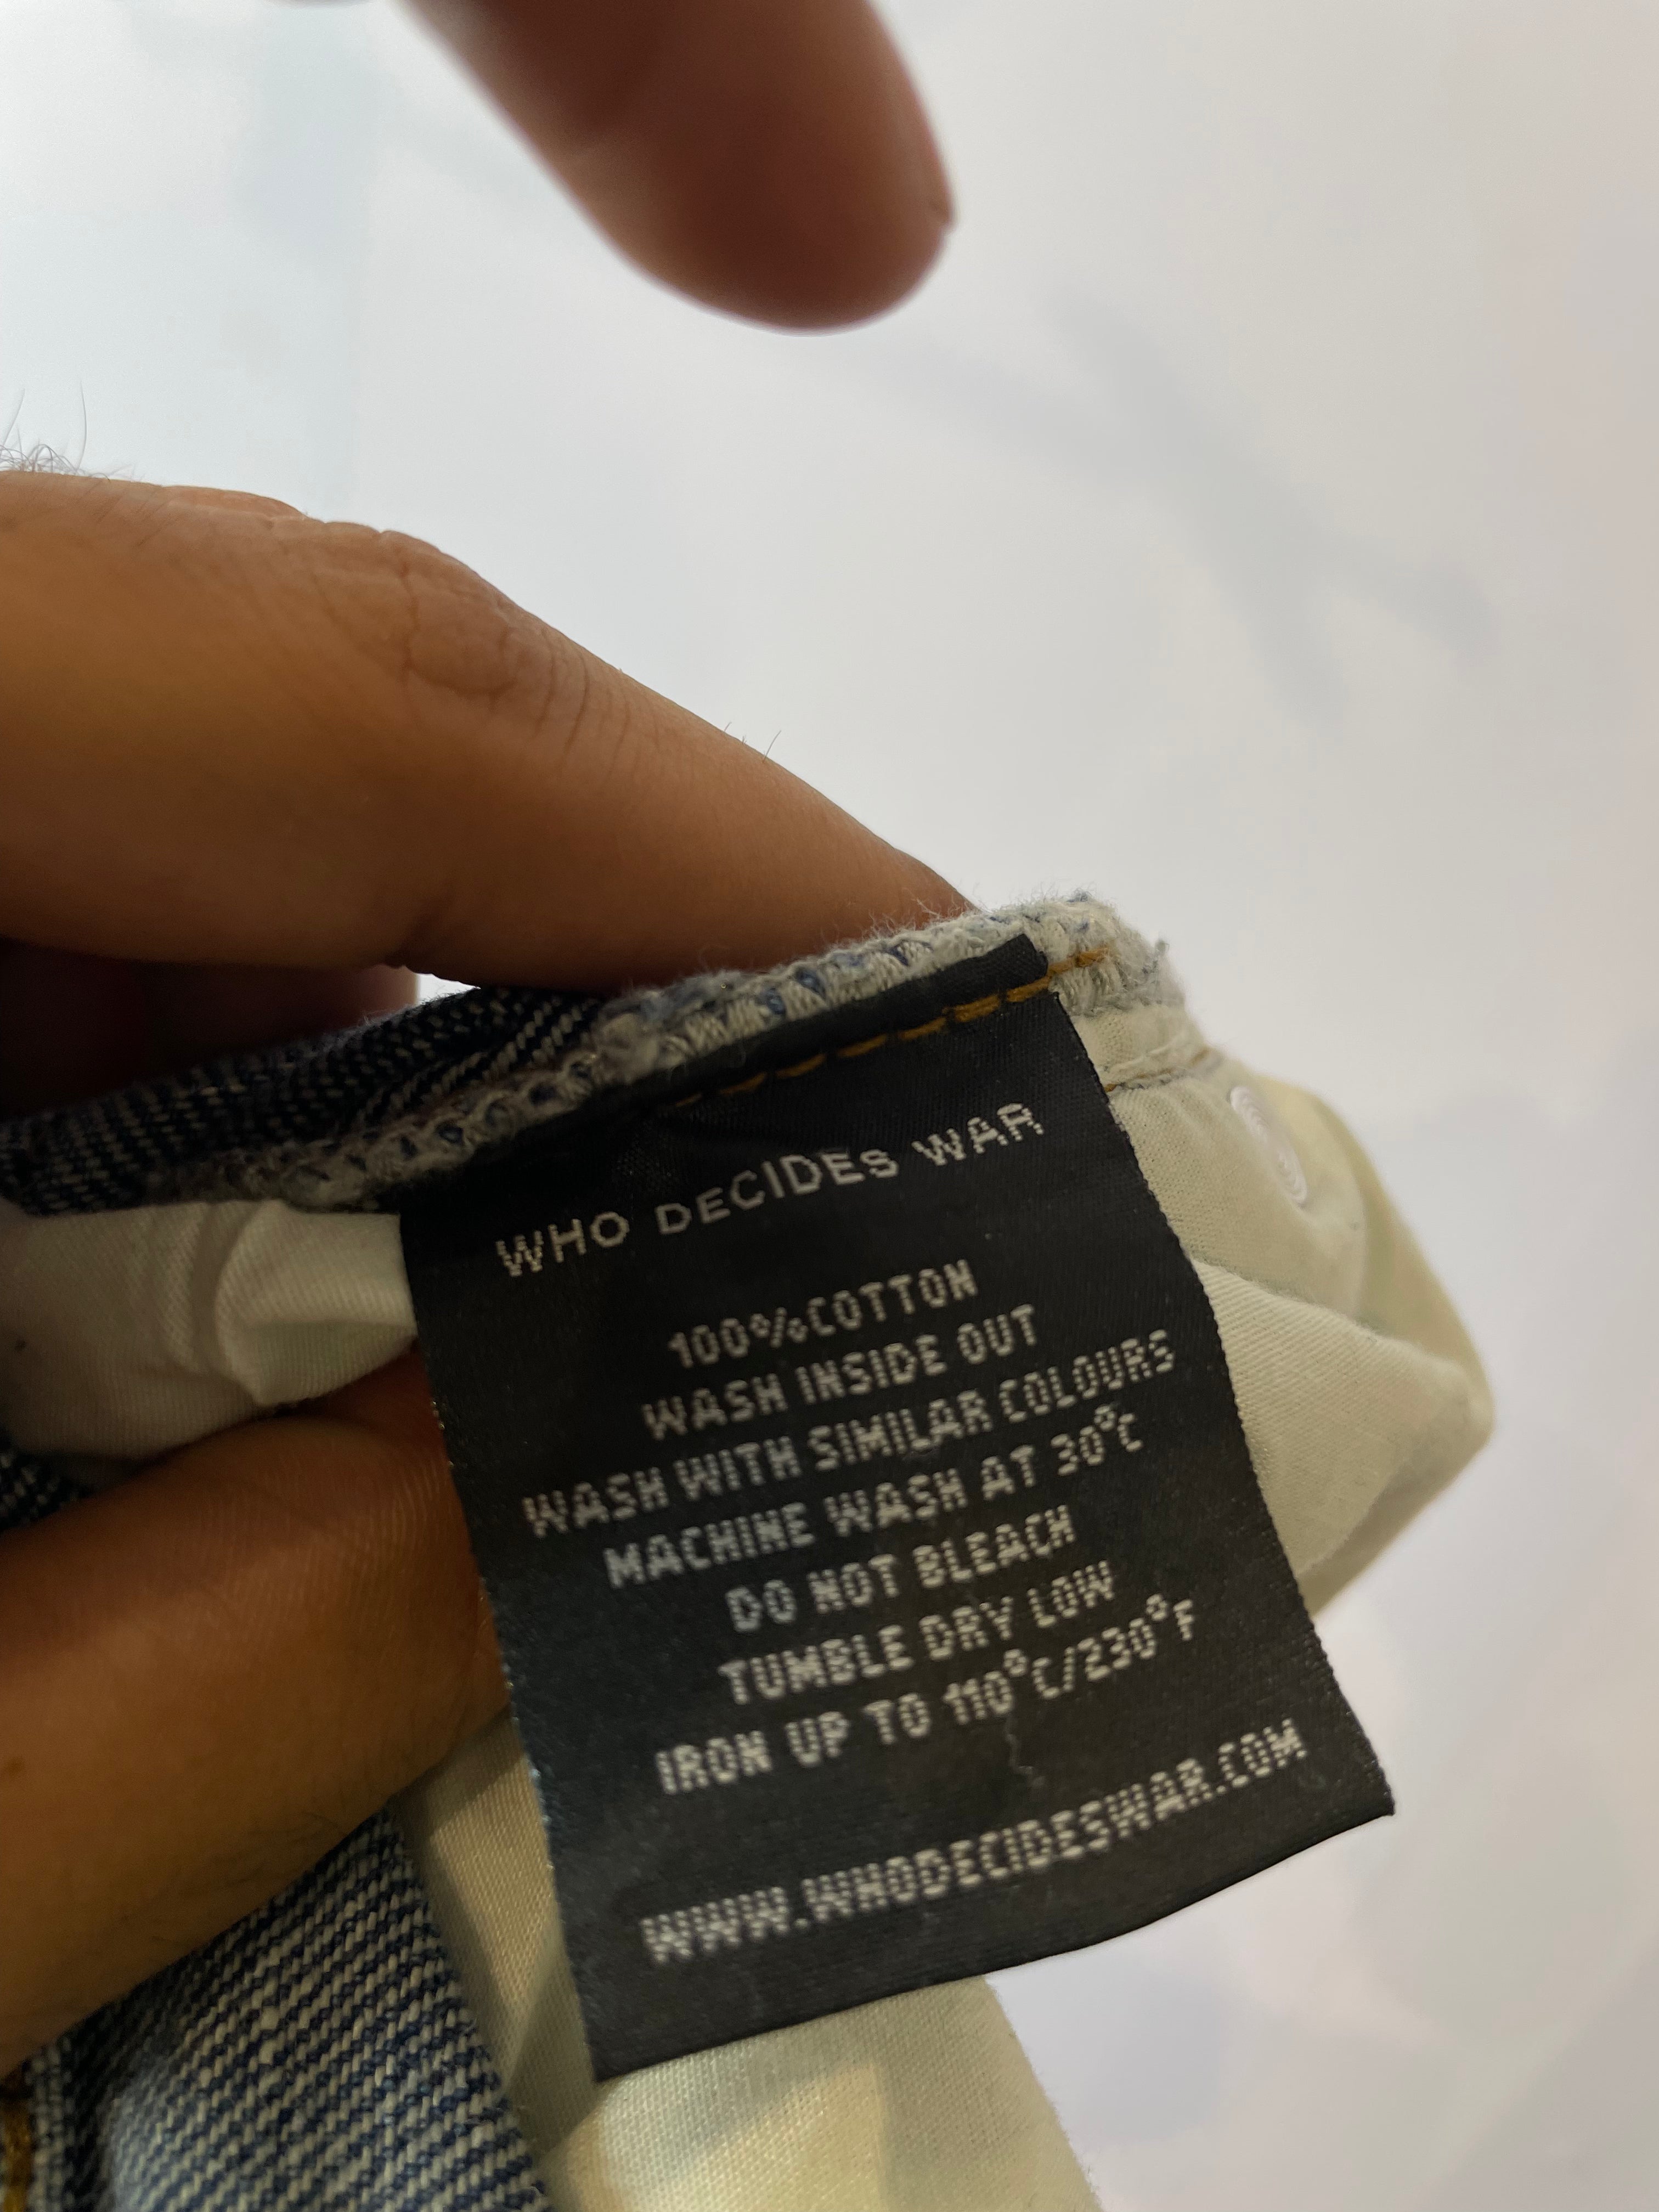 WHO DECIDES WAR
100%COTTON
WASH INSIDE OUT
WASH WITH SIMILAR COLOURS
MACHINE WASH AT 30°C
DO NOT BLEACH
TUMBLE DRY LOW
IRON UP TO 110°C/230°F
WWW.WHODECIDESWAR.COM